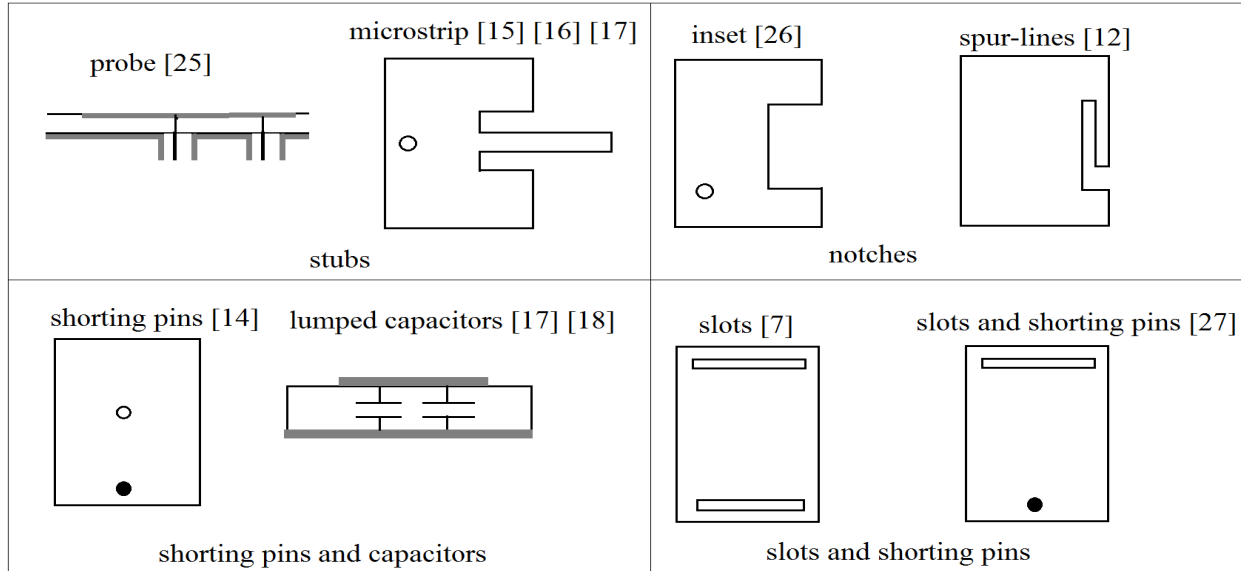 probe [25]
microstrip [15] [16] [17]
stubs
inset [26]
spur-lines [12]
notches
shorting pins [14]
lumped capacitors [17] [18]
shorting pins and capacitors
slots [7]
slots and shorting pins [27]
slots and shorting pins